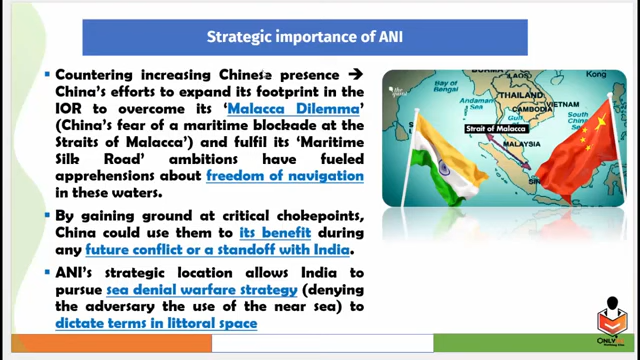 Strategic importance of ANI
▪ Countering increasing Chinese presence ➔
China's efforts to expand its footprint in the
IOR to overcome its 'Malacca Dilemma'
(China's fear of a maritime blockade at the
Straits of Malacca) and fulfil its 'Maritime
Silk Road' ambitions have fueled
apprehensions about freedom of navigation
in these waters.
▪ By gaining ground at critical chokepoints,
China could use them to its benefit during
any future conflict or a standoff with India.
▪ ANI's strategic location allows India to
pursue sea denial warfare strategy (denying
the adversary the use of the near sea) to
dictate terms in littoral space
Bay of
Bengal
BURMA
LAOS
Hong
Kong
THAILAND
Andaman
Sea
VIETNAM
CAMBODIA
Gulf
South
China
Sea
Strait of Malacca
MALAYSIA
SIN
ONLY